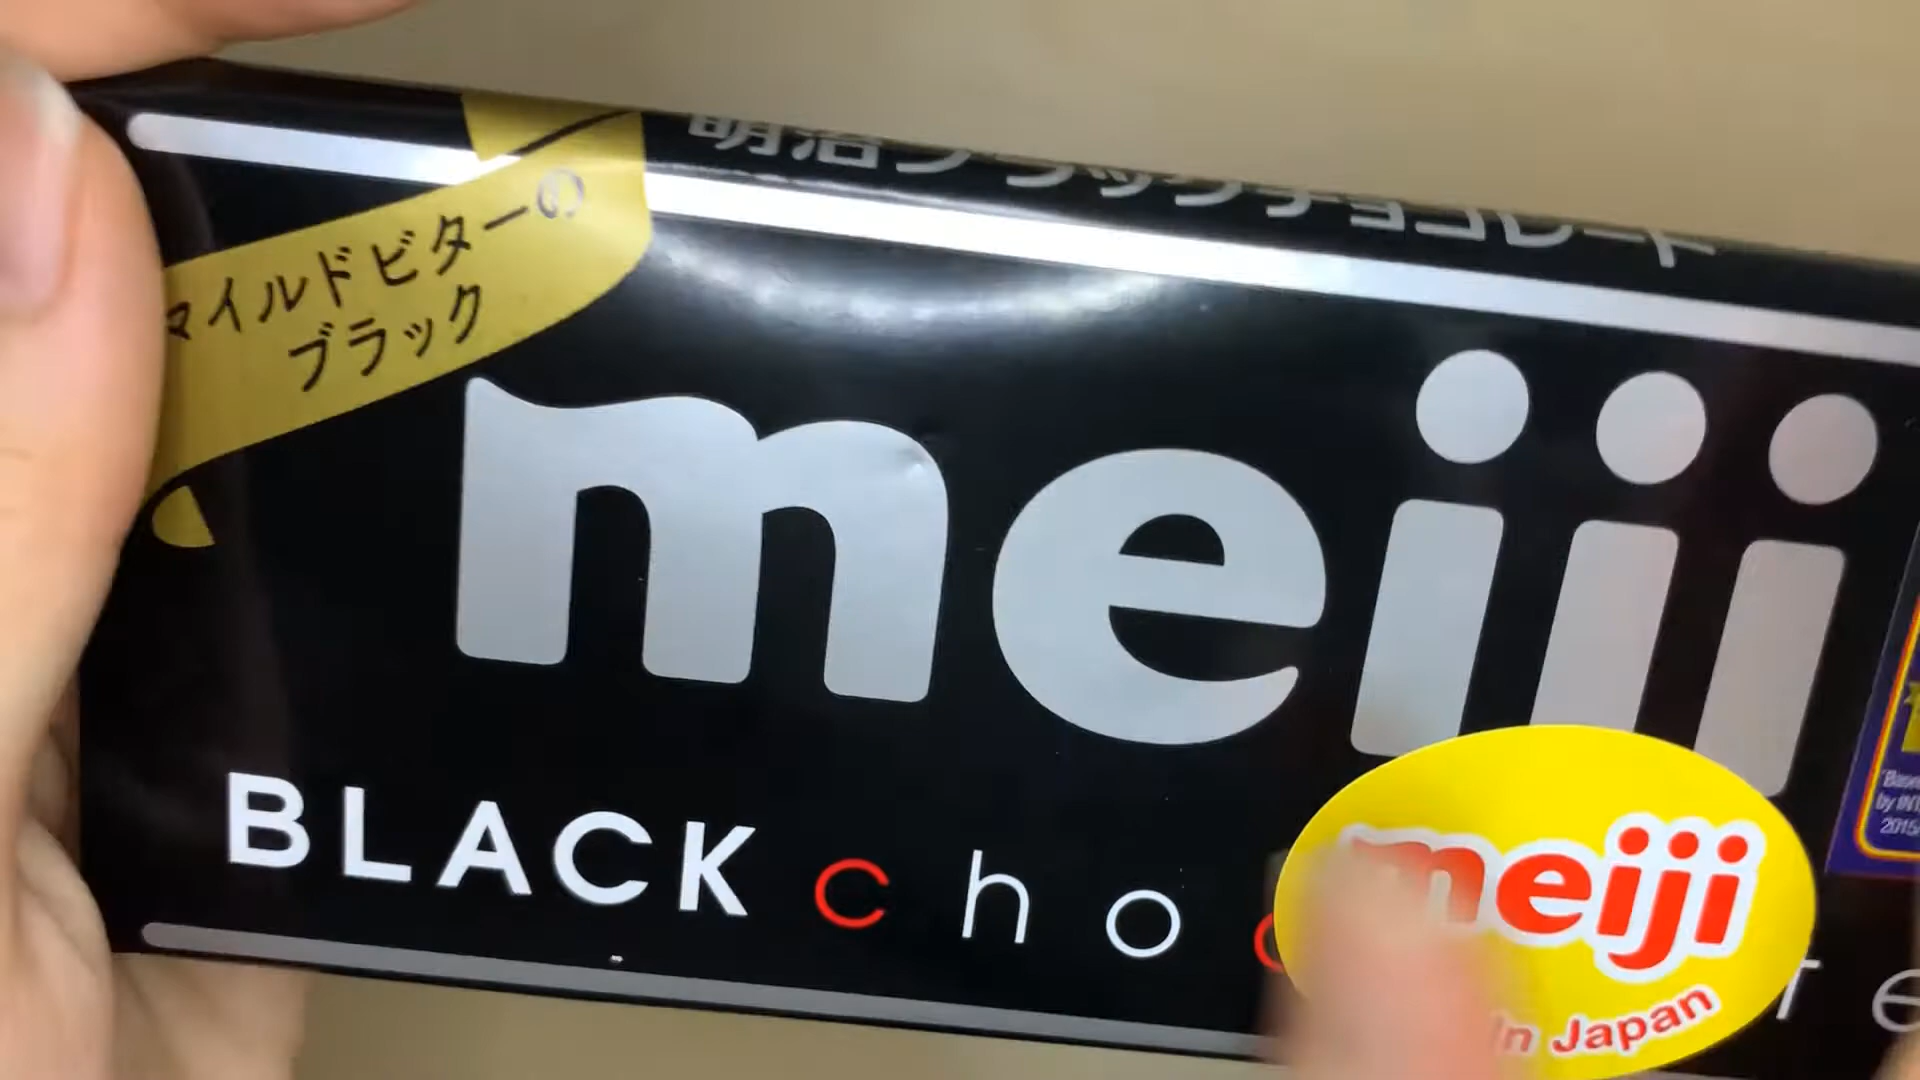 明治ブラックチョコレート
マイルドビターの
ブラック
meiji
BLACK cho
meiji
In Japan
2015